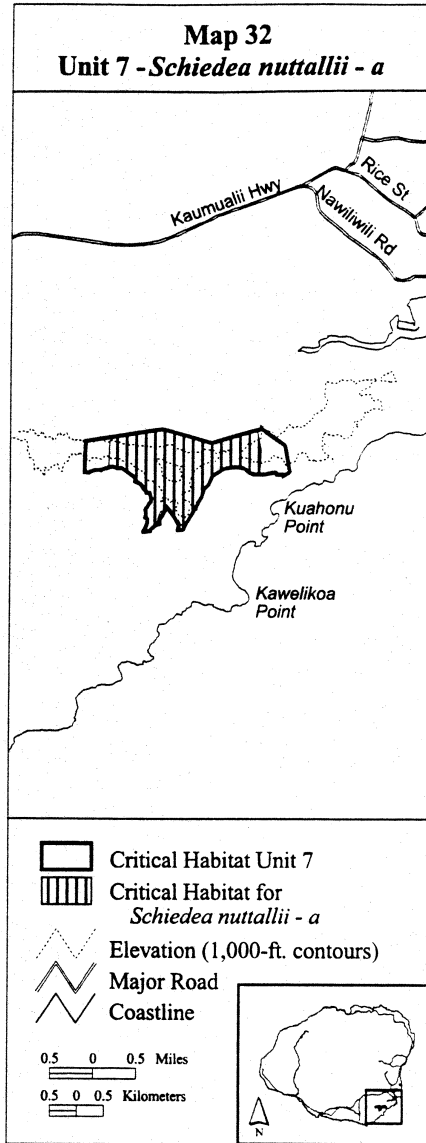 Map 32
Unit 7 - Schiedea nuttallii - a
Rice St
Kaumualii Hwy
Nawiliwili Rd
Kuahonu
Point
Kawelikoa
Point
Critical Habitat Unit 7
Critical Habitat for
Schiedea nuttallii - a
Elevation (1,000-ft. contours)
Major Road
Coastline
0.5 0 0.5 Miles
0.5 0 0.5 Kilometers
N